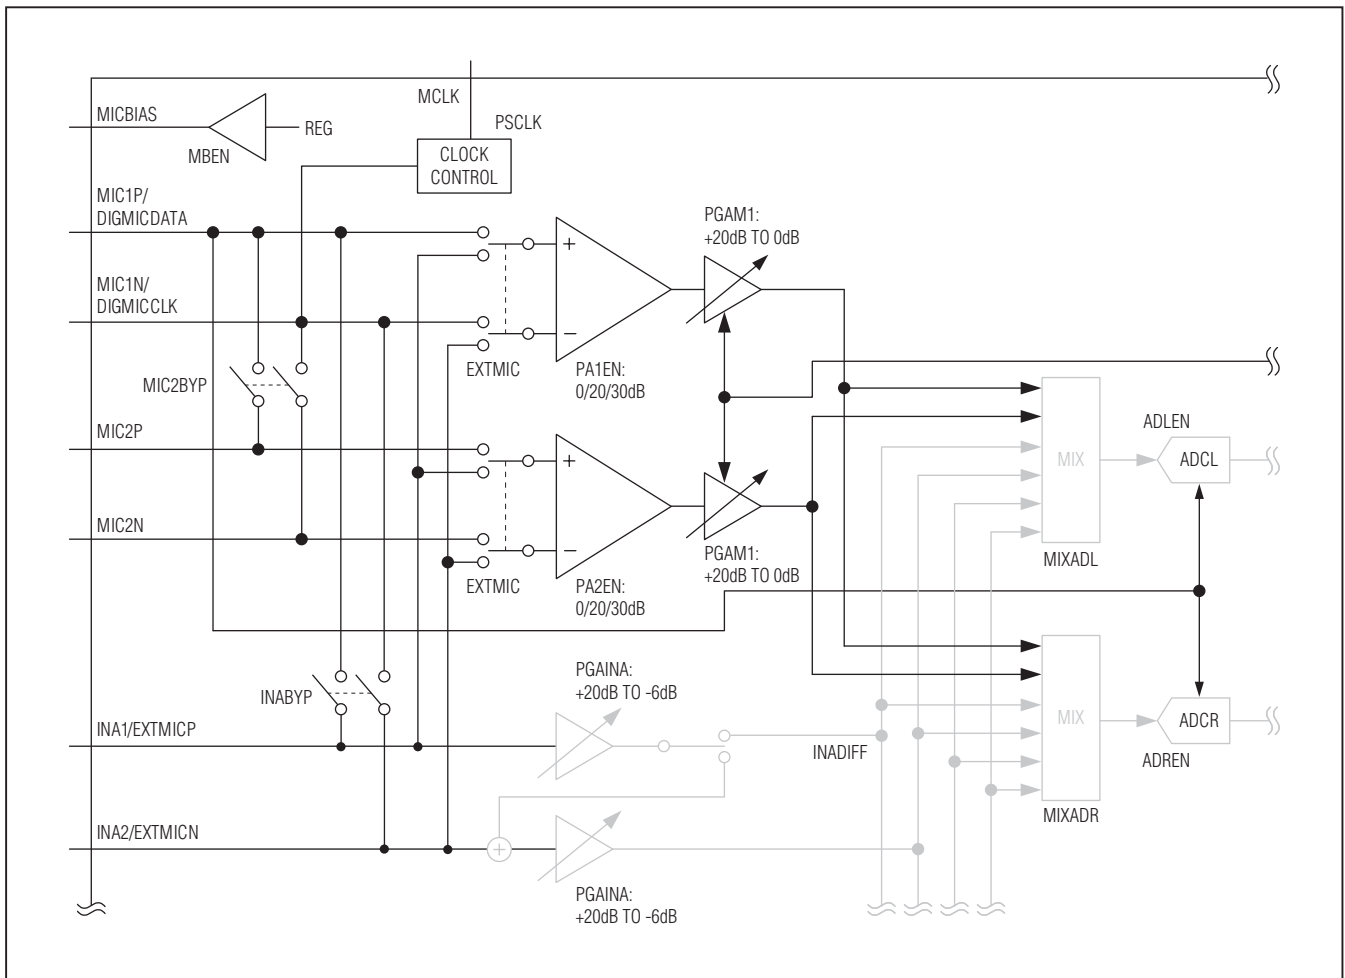 MCLK
MICBIAS
PSCLK
REG
MBEN
CLOCK
CONTROL
MIC1P/
DIGMICDATA
PGAM1:
+20dB TO 0dB
+
MIC1N/
DIGMICCLK
−
EXTMIC
PA1EN:
0/20/30dB
MIC2BYP
MIC2P
ADLEN
+
MIX
ADCL
MIC2N
−
PGAM1:
+20dB TO 0dB
MIXADL
EXTMIC
PA2EN:
0/20/30dB
PGAINA:
+20dB TO -6dB
INABYP
MIX
ADCR
INA1/EXTMICP
INADIFF
ADREN
MIXADR
INA2/EXTMICN
+
PGAINA:
+20dB TO -6dB